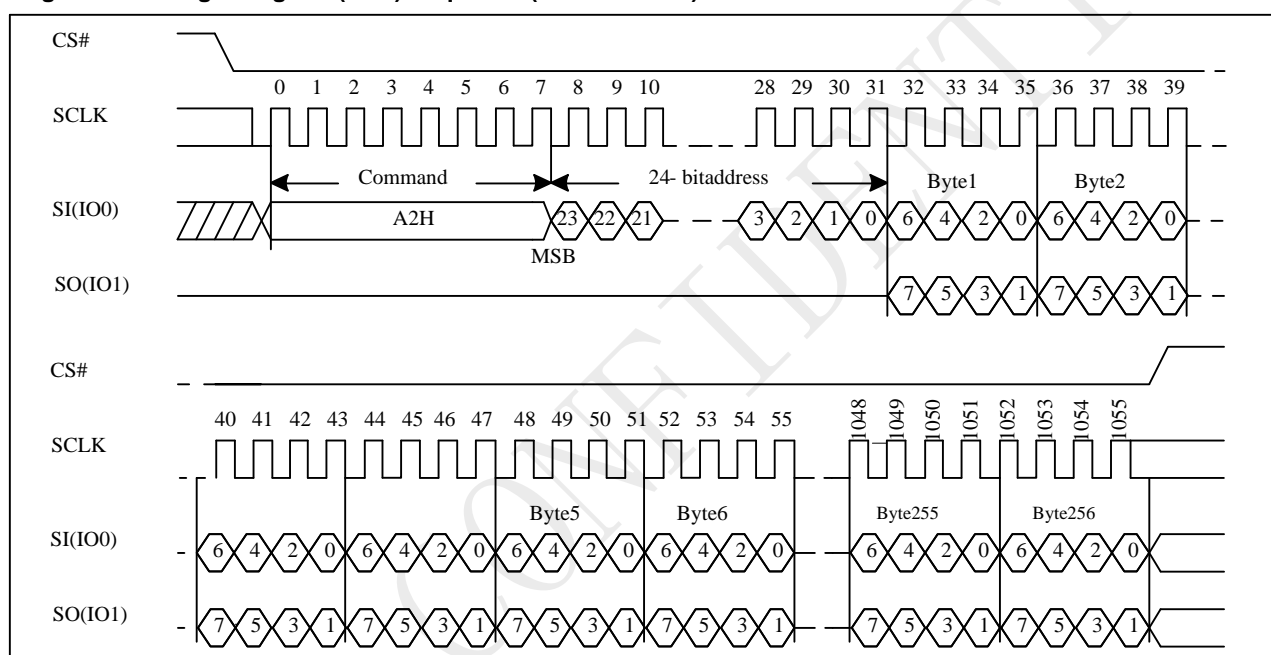 CS#
0 1 2 3 4 5 6 7 8 9 10 28 29 30 31 32 33 34 35 36 37 38 39
SCLK
Command 24- bitaddress Byte1 Byte2
SI(IO0) A2H 23 22 21 3 2 1 0 6 4 2 0 6 4 2 0
MSB
SO(IO1) 7 5 3 1 7 5 3 1
CS#
40 41 42 43 44 45 46 47 48 49 50 51 52 53 54 55 1048 1049 1050 1051 1052 1053 1054 1055
SCLK
Byte5 Byte6 Byte255 Byte256
SI(IO0) 6 4 2 0 6 4 2 0 6 4 2 0 6 4 2 0 6 4 2 0 6 4 2 0
SO(IO1) 7 5 3 1 7 5 3 1 7 5 3 1 7 5 3 1 7 5 3 1 7 5 3 1
CONFIDENT